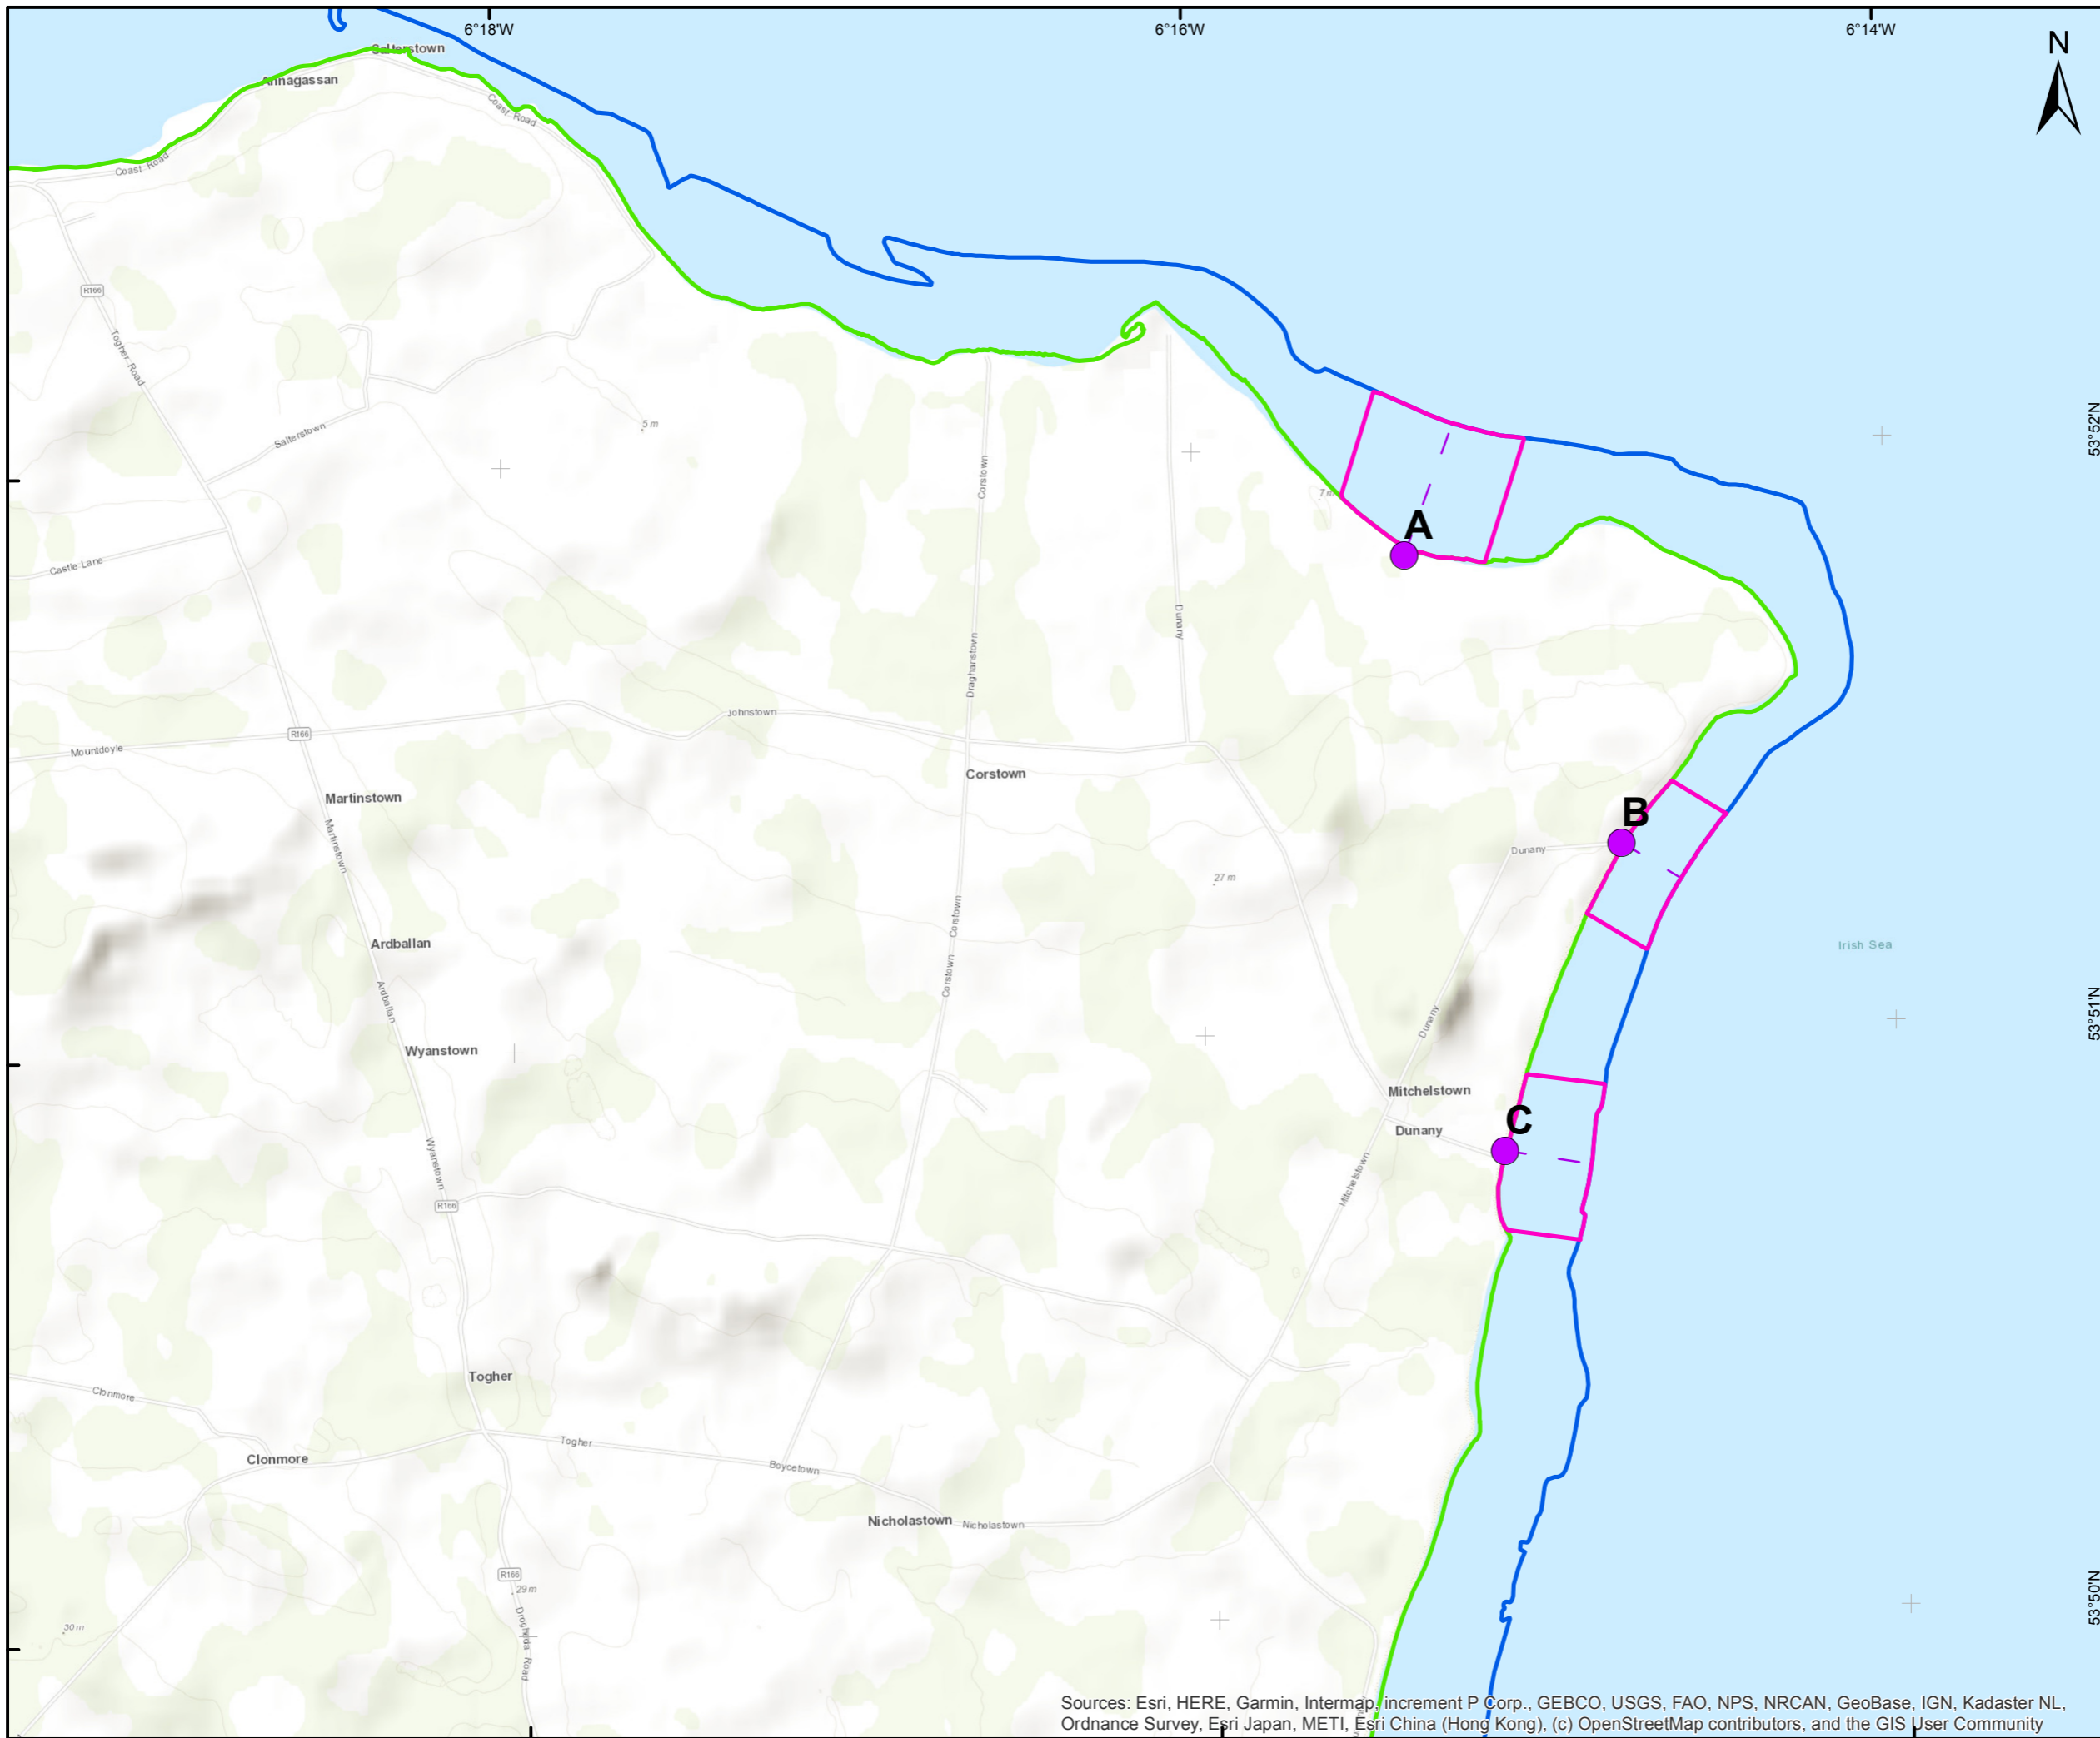 6°18'W
6°16'W
6°14'W
N
Salterstown
Annagassan
Coast Road
Coast Road
R166
Togher Road
Salterstown
5 m
Corstown
53°52'N
7 m
A
Castle Lane
Dunany
Draghanstown
Johnstown
R166
Mountdoyle
Corstown
Martinstown
Martinstown
B
Dunany
27 m
Corstown
Ardballan
Irish Sea
Corstown
Ardballan
Dunany
53°51'N
Wyanstown
Mitchelstown
C
Dunany
Wyanstown
Mitchelstown
R166
Togher
Clonmore
Togher
Clonmore
Boycetown
Nicholastown
Nicholastown
R166
29 m
53°50'N
30 m
Drogheda Road
Sources: Esri, HERE, Garmin, Intermap, increment P Corp., GEBCO, USGS, FAO, NPS, NRCAN, GeoBase, IGN, Kadaster NL,
Ordnance Survey, Esri Japan, METI, Esri China (Hong Kong), (c) OpenStreetMap contributors, and the GIS User Community